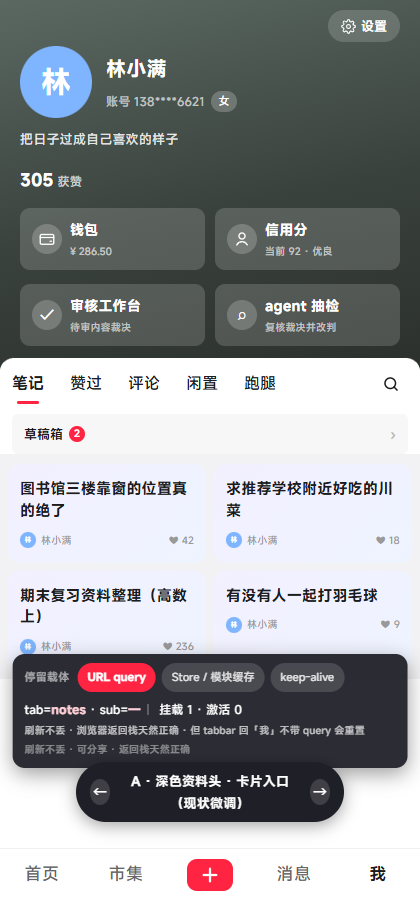 设置
林
林小满
账号 138****6621 女
把日子过成自己喜欢的样子
305 获赞
钱包
¥ 286.50
信用分
当前 92 · 优良
审核工作台
待审内容裁决
agent 抽检
复核裁决并改判
笔记 赞过 评论 闲置 跑腿
草稿箱 2
图书馆三楼靠窗的位置真
的绝了
林 林小满 42
求推荐学校附近好吃的川
菜
林 林小满 18
期末复习资料整理（高数
上）
林 林小满 236
有没有人一起打羽毛球
林 林小满 9
停留载体 URL query Store / 模块缓存 keep-alive
tab=notes · sub=— | 挂载 1 · 激活 0
刷新不丢 · 浏览器返回栈天然正确 · 但 tabbar 回「我」不带 query 会重置
刷新不丢 · 可分享 · 返回栈天然正确
← A · 深色资料头 · 卡片入口 →
（现状微调）
首页 市集 + 消息 我